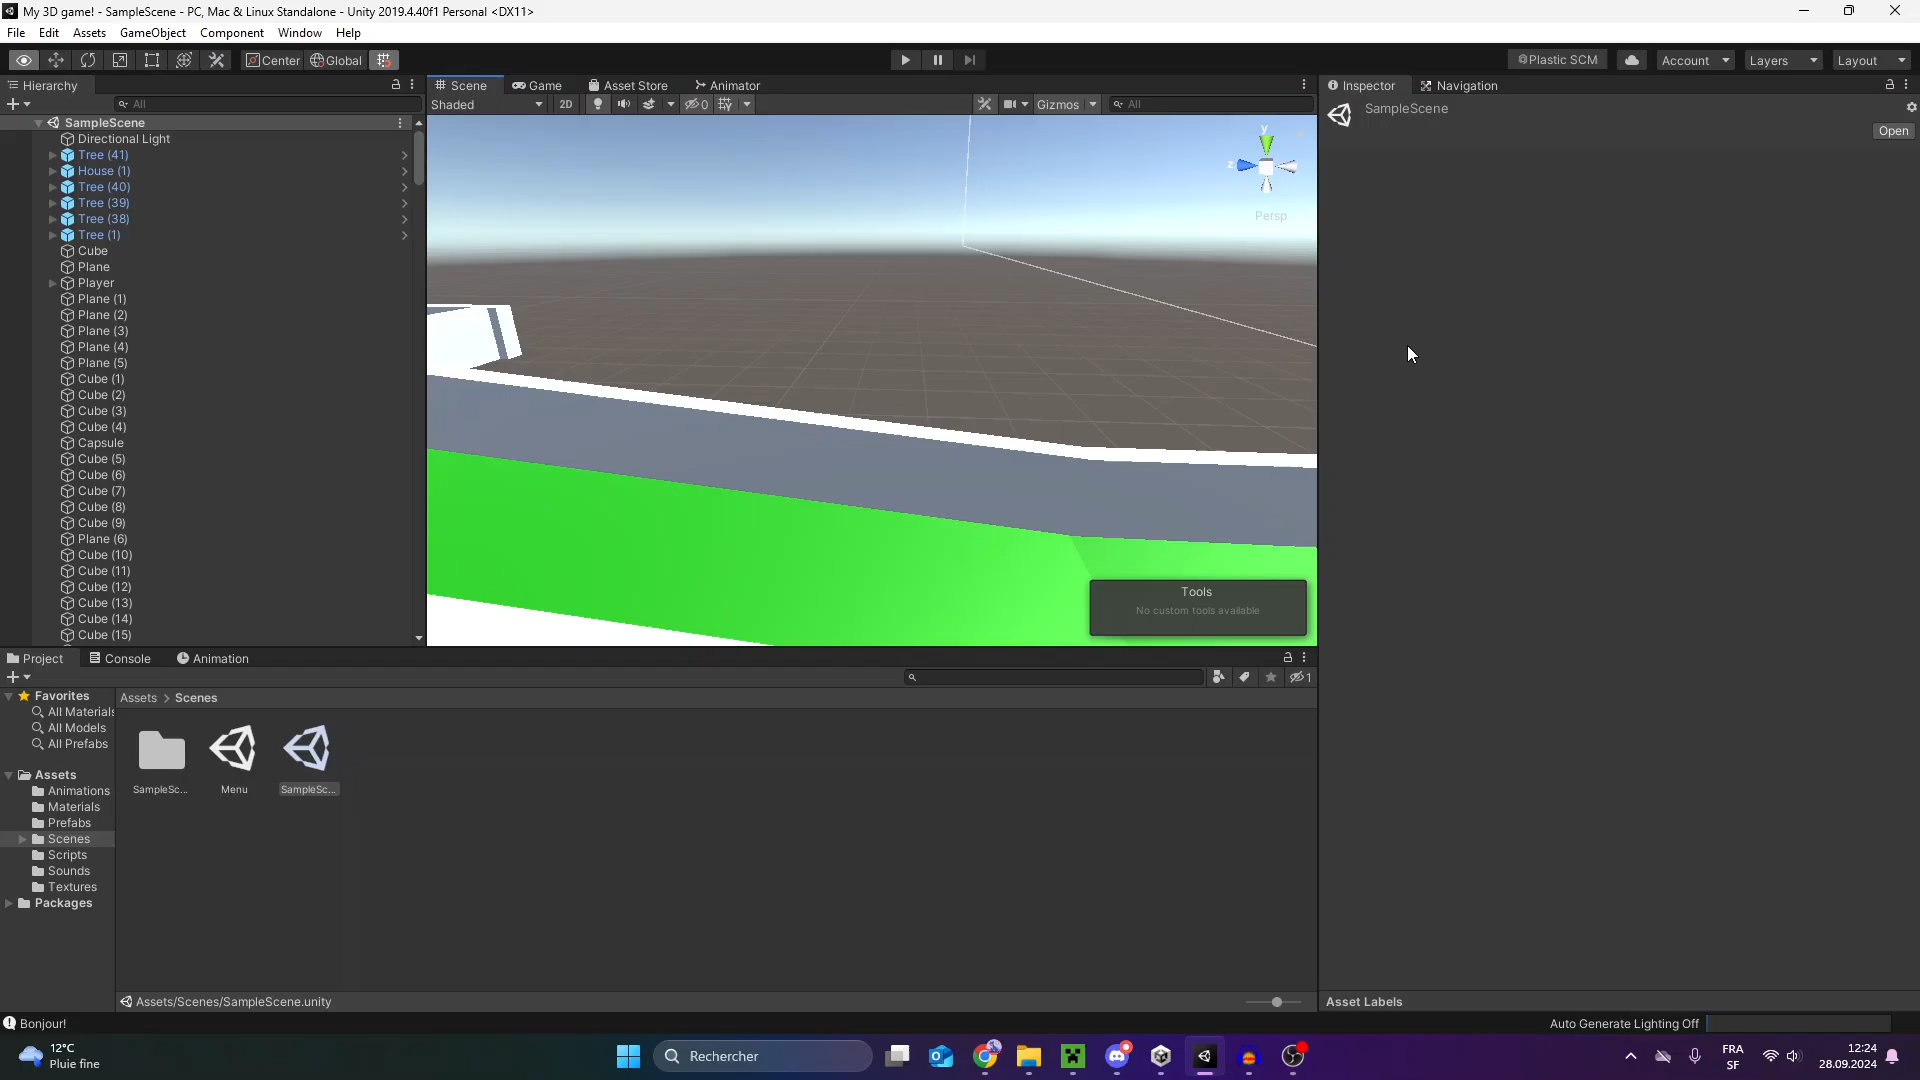 My 3D game! - SampleScene - PC, Mac & Linux Standalone - Unity 2019.4.40f1 Personal <DX11>
File Edit Assets GameObject Component Window Help
Center Global Plastic SCM Account Layers Layout
Hierarchy
All
SampleScene
Directional Light
Tree (41)
House (1)
Tree (40)
Tree (39)
Tree (38)
Tree (1)
Cube
Plane
Player
Plane (1)
Plane (2)
Plane (3)
Plane (4)
Plane (5)
Cube (1)
Cube (2)
Cube (3)
Cube (4)
Capsule
Cube (5)
Cube (6)
Cube (7)
Cube (8)
Cube (9)
Plane (6)
Cube (10)
Cube (11)
Cube (12)
Cube (13)
Cube (14)
Cube (15)
Scene Game Asset Store Animator
Shaded 2D 0 Gizmos All
y
z
Persp
Tools
No custom tools available
Inspector Navigation
SampleScene
Open
Project Console Animation
1
Favorites
All Materials
All Models
All Prefabs
Assets
Animations
Materials
Prefabs
Scenes
Scripts
Sounds
Textures
Packages
Assets > Scenes
SampleSc... Menu SampleSc...
Assets/Scenes/SampleScene.unity
Asset Labels
Bonjour!
Auto Generate Lighting Off
12°C
Pluie fine
Rechercher
FRA
SF
12:24
28.09.2024